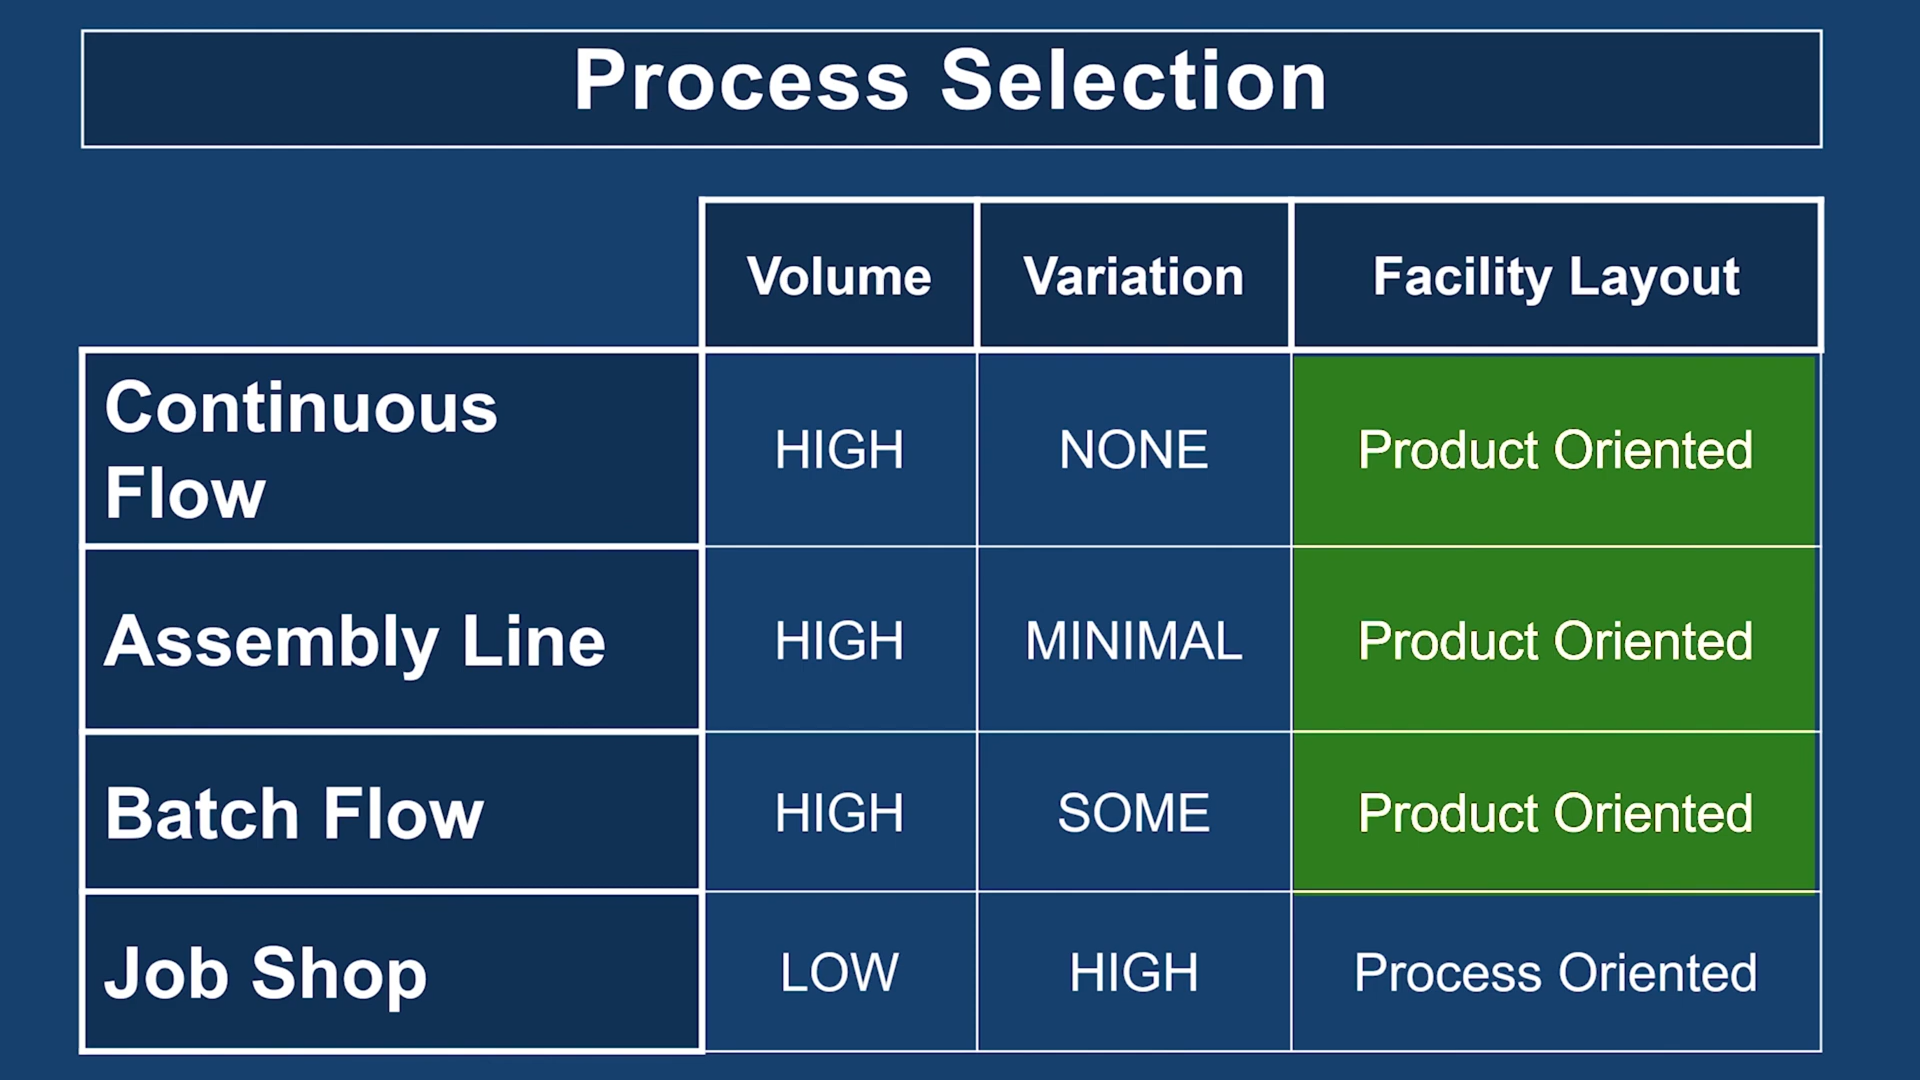 Process Selection
Volume Variation Facility Layout
Continuous
Flow
HIGH NONE Product Oriented
Assembly Line HIGH MINIMAL Product Oriented
Batch Flow HIGH SOME Product Oriented
Job Shop LOW HIGH Process Oriented